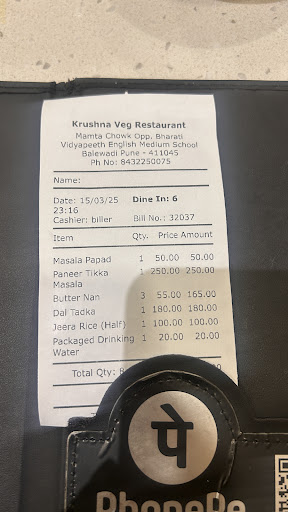 Krushna Veg Restaurant
Mamta Chowk Opp. Bharati
Vidyapeeth English Medium School
Balewadi Pune - 411045
Ph No: 8432250075
Name:
Date: 15/03/25 Dine In: 6
23:16
Cashier: biller Bill No.: 32037
Item Qty. Price Amount
Masala Papad 1 50.00 50.00
Paneer Tikka 1 250.00 250.00
Masala
Butter Nan 3 55.00 165.00
Dal Tadka 1 180.00 180.00
Jeera Rice (Half) 1 100.00 100.00
Packaged Drinking 1 20.00 20.00
Water
Total Qty: 8
पे
PhonePe